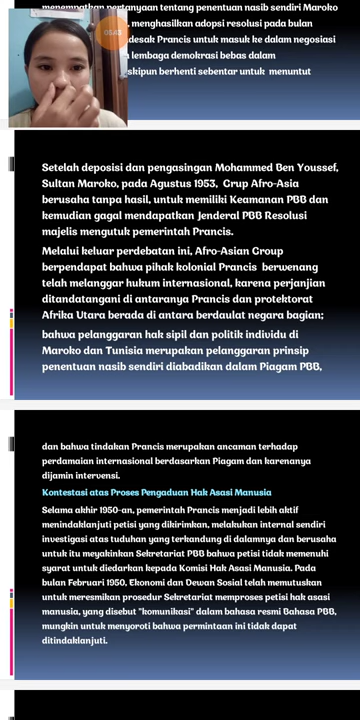 menempatkan pertanyaan tentang penentuan nasib sendiri Maroko
, menghasilkan adopsi resolusi pada bulan
desak Prancis untuk masuk ke dalam negosiasi
lembaga demokrasi bebas dalam
skipun berhenti sebentar untuk menuntut
05:43
Setelah deposisi dan pengasingan Mohammed Ben Youssef,
Sultan Maroko, pada Agustus 1953, Grup Afro-Asia
berusaha tanpa hasil, untuk memiliki Keamanan PBB dan
kemudian gagal mendapatkan Jenderal PBB Resolusi
majelis mengutuk pemerintah Prancis.
Melalui keluar perdebatan ini, Afro-Asian Group
berpendapat bahwa pihak kolonial Prancis berwenang
telah melanggar hukum internasional, karena perjanjian
ditandatangani di antaranya Prancis dan protektorat
Afrika Utara berada di antara berdaulat negara bagian;
bahwa pelanggaran hak sipil dan politik individu di
Maroko dan Tunisia merupakan pelanggaran prinsip
penentuan nasib sendiri diabadikan dalam Piagam PBB,
dan bahwa tindakan Prancis merupakan ancaman terhadap
perdamaian internasional berdasarkan Piagam dan karenanya
dijamin intervensi.
Kontestasi atas Proses Pengaduan Hak Asasi Manusia
Selama akhir 1950-an, pemerintah Prancis menjadi lebih aktif
menindaklanjuti petisi yang dikirimkan, melakukan internal sendiri
investigasi atas tuduhan yang terkandung di dalamnya dan berusaha
untuk itu meyakinkan Sekretariat PBB bahwa petisi tidak memenuhi
syarat untuk diedarkan kepada Komisi Hak Asasi Manusia. Pada
bulan Februari 1950, Ekonomi dan Dewan Sosial telah memutuskan
untuk meresmikan prosedur Sekretariat memproses petisi hak asasi
manusia, yang disebut "komunikasi" dalam bahasa resmi Bahasa PBB,
mungkin untuk menyoroti bahwa permintaan ini tidak dapat
ditindaklanjuti.